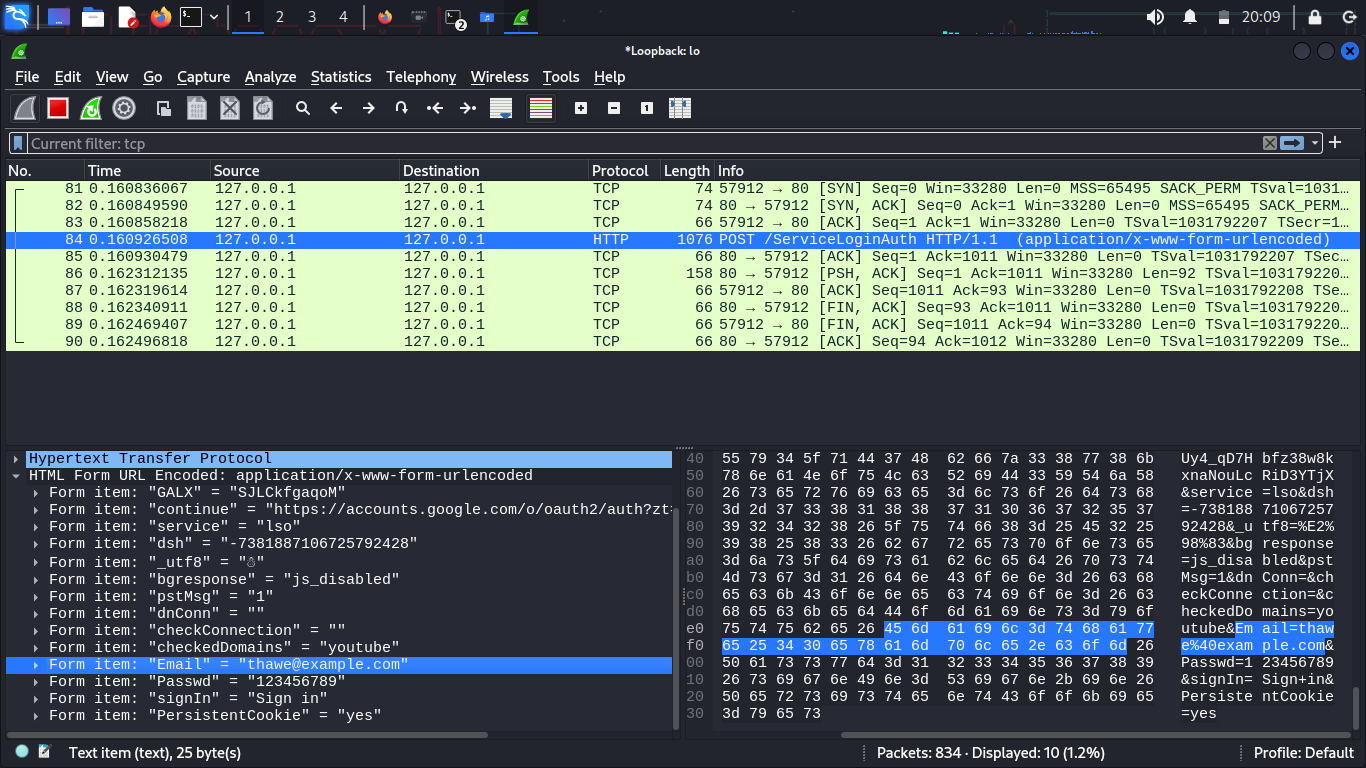 1 2 3 4 2 20:09
*Loopback: lo
File Edit View Go Capture Analyze Statistics Telephony Wireless Tools Help
Current filter: tcp
No. Time Source Destination Protocol Length Info
81 0.160836067 127.0.0.1 127.0.0.1 TCP 74 57912 → 80 [SYN] Seq=0 Win=33280 Len=0 MSS=65495 SACK_PERM TSval=1031…
82 0.160849590 127.0.0.1 127.0.0.1 TCP 74 80 → 57912 [SYN, ACK] Seq=0 Ack=1 Win=33280 Len=0 MSS=65495 SACK_PERM…
83 0.160858218 127.0.0.1 127.0.0.1 TCP 66 57912 → 80 [ACK] Seq=1 Ack=1 Win=33280 Len=0 TSval=1031792207 TSecr=1…
84 0.160926508 127.0.0.1 127.0.0.1 HTTP 1076 POST /ServiceLoginAuth HTTP/1.1 (application/x-www-form-urlencoded)
85 0.160930479 127.0.0.1 127.0.0.1 TCP 66 80 → 57912 [ACK] Seq=1 Ack=1011 Win=33280 Len=0 TSval=1031792207 TSec…
86 0.162312135 127.0.0.1 127.0.0.1 TCP 158 80 → 57912 [PSH, ACK] Seq=1 Ack=1011 Win=33280 Len=92 TSval=103179220…
87 0.162319614 127.0.0.1 127.0.0.1 TCP 66 57912 → 80 [ACK] Seq=1011 Ack=93 Win=33280 Len=0 TSval=1031792208 TSe…
88 0.162340911 127.0.0.1 127.0.0.1 TCP 66 80 → 57912 [FIN, ACK] Seq=93 Ack=1011 Win=33280 Len=0 TSval=103179220…
89 0.162469407 127.0.0.1 127.0.0.1 TCP 66 57912 → 80 [FIN, ACK] Seq=1011 Ack=94 Win=33280 Len=0 TSval=103179220…
90 0.162496818 127.0.0.1 127.0.0.1 TCP 66 80 → 57912 [ACK] Seq=94 Ack=1012 Win=33280 Len=0 TSval=1031792209 TSe…
Hypertext Transfer Protocol
HTML Form URL Encoded: application/x-www-form-urlencoded
Form item: "GALX" = "SJLCkfgaqoM"
Form item: "continue" = "https://accounts.google.com/o/oauth2/auth?zt=
Form item: "service" = "lso"
Form item: "dsh" = "-7381887106725792428"
Form item: "_utf8" = "☃"
Form item: "bgresponse" = "js_disabled"
Form item: "pstMsg" = "1"
Form item: "dnConn" = ""
Form item: "checkConnection" = ""
Form item: "checkedDomains" = "youtube"
Form item: "Email" = "thawe@example.com"
Form item: "Passwd" = "123456789"
Form item: "signIn" = "Sign in"
Form item: "PersistentCookie" = "yes"
40 55 79 34 5f 71 44 37 48 62 66 7a 33 38 77 38 6b Uy4_qD7H bfz38w8k
50 78 6e 61 4e 6f 75 4c 63 52 69 44 33 59 54 6a 58 xnaNouLc RiD3YTjX
60 26 73 65 72 76 69 63 65 3d 6c 73 6f 26 64 73 68 &service =lso&dsh
70 3d 2d 37 33 38 31 38 38 37 31 30 36 37 32 35 37 =-738188 71067257
80 39 32 34 32 38 26 5f 75 74 66 38 3d 25 45 32 25 92428&_u tf8=%E2%
90 39 38 25 38 33 26 62 67 72 65 73 70 6f 6e 73 65 98%83&bg response
a0 3d 6a 73 5f 64 69 73 61 62 6c 65 64 26 70 73 74 =js_disa bled&pst
b0 4d 73 67 3d 31 26 64 6e 43 6f 6e 6e 3d 26 63 68 Msg=1&dn Conn=&ch
c0 65 63 6b 43 6f 6e 6e 65 63 74 69 6f 6e 3d 26 63 eckConne ction=&c
d0 68 65 63 6b 65 64 44 6f 6d 61 69 6e 73 3d 79 6f heckedDo mains=yo
e0 75 74 75 62 65 26 45 6d 61 69 6c 3d 74 68 61 77 utube&Em ail=thaw
f0 65 25 34 30 65 78 61 6d 70 6c 65 2e 63 6f 6d 26 e%40exam ple.com&
00 50 61 73 73 77 64 3d 31 32 33 34 35 36 37 38 39 Passwd=1 23456789
10 26 73 69 67 6e 49 6e 3d 53 69 67 6e 2b 69 6e 26 &signIn= Sign+in&
20 50 65 72 73 69 73 74 65 6e 74 43 6f 6f 6b 69 65 Persiste ntCookie
30 3d 79 65 73 =yes
Text item (text), 25 byte(s) Packets: 834 · Displayed: 10 (1.2%) Profile: Default